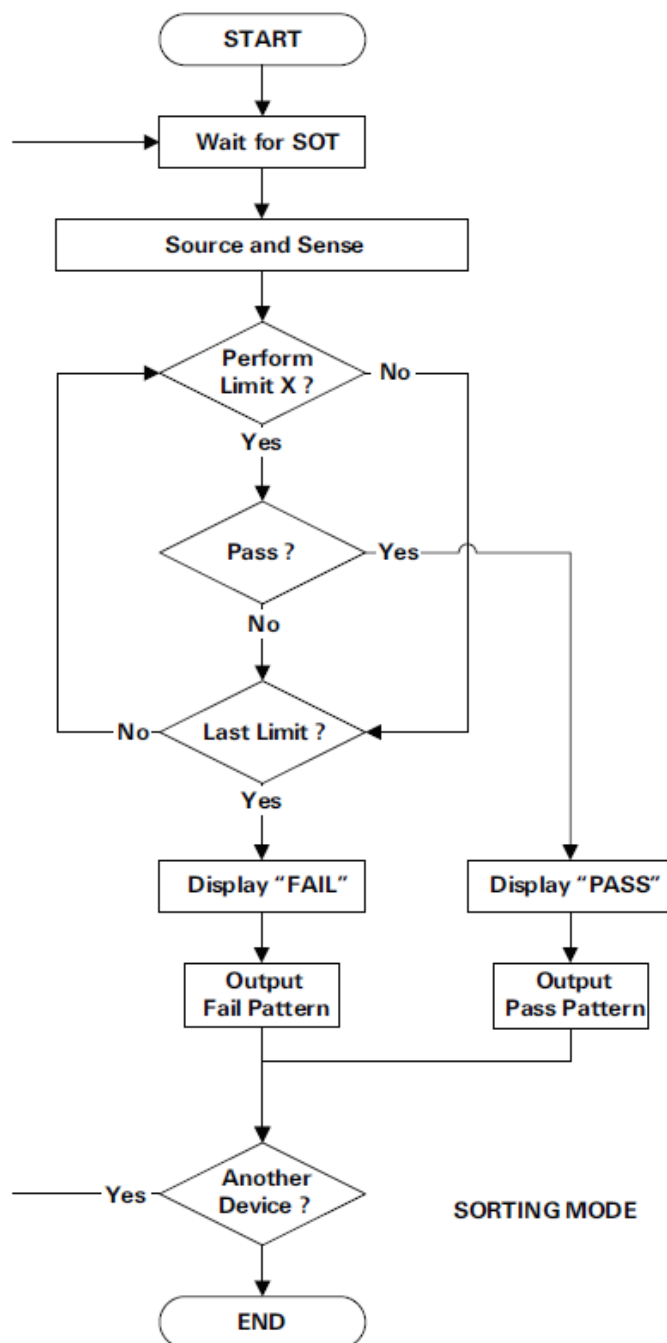 START
Wait for SOT
Source and Sense
Perform
Limit X ?
No
Yes
Pass ?
Yes
No
No
Last Limit ?
Yes
Display “FAIL”
Display “PASS”
Output
Fail Pattern
Output
Pass Pattern
Yes
Another
Device ?
SORTING MODE
END